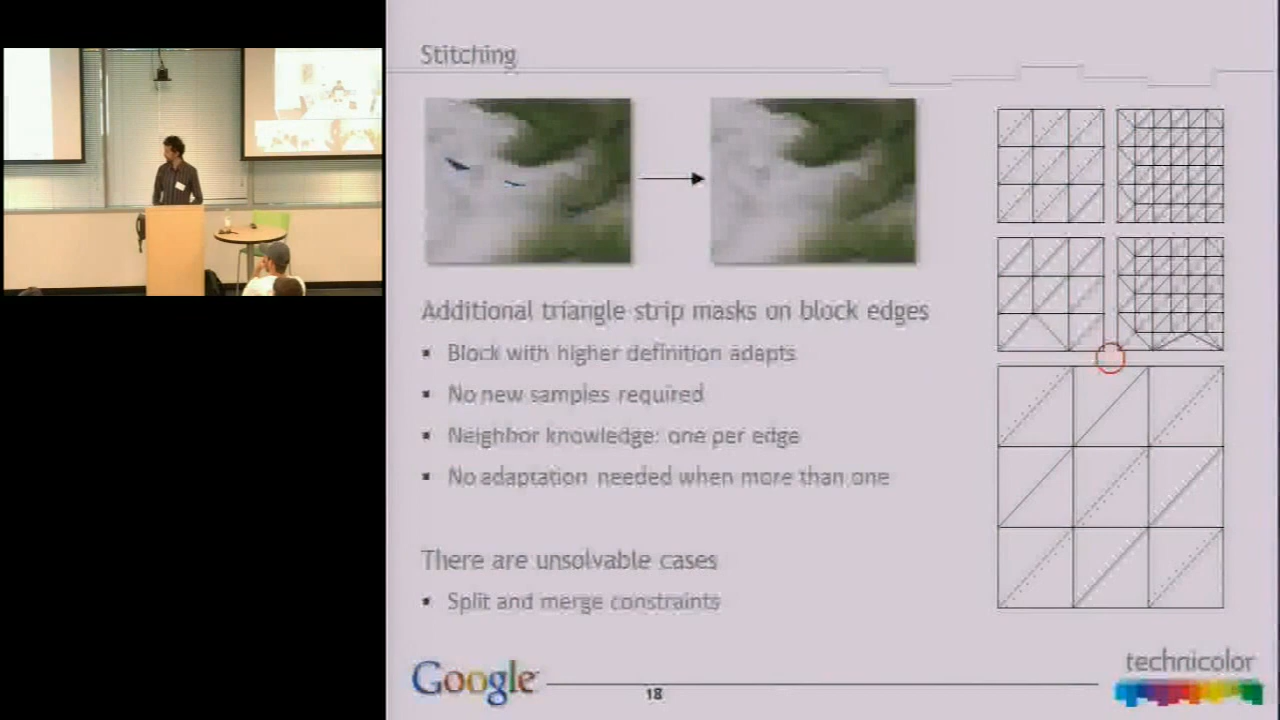 Stitching
Additional triangle strip masks on block edges
▪ Block with higher definition adapts
▪ No new samples required
▪ Neighbor knowledge: one per edge
▪ No adaptation needed when more than one
There are unsolvable cases
▪ Split and merge constraints
Google
18
technicolor